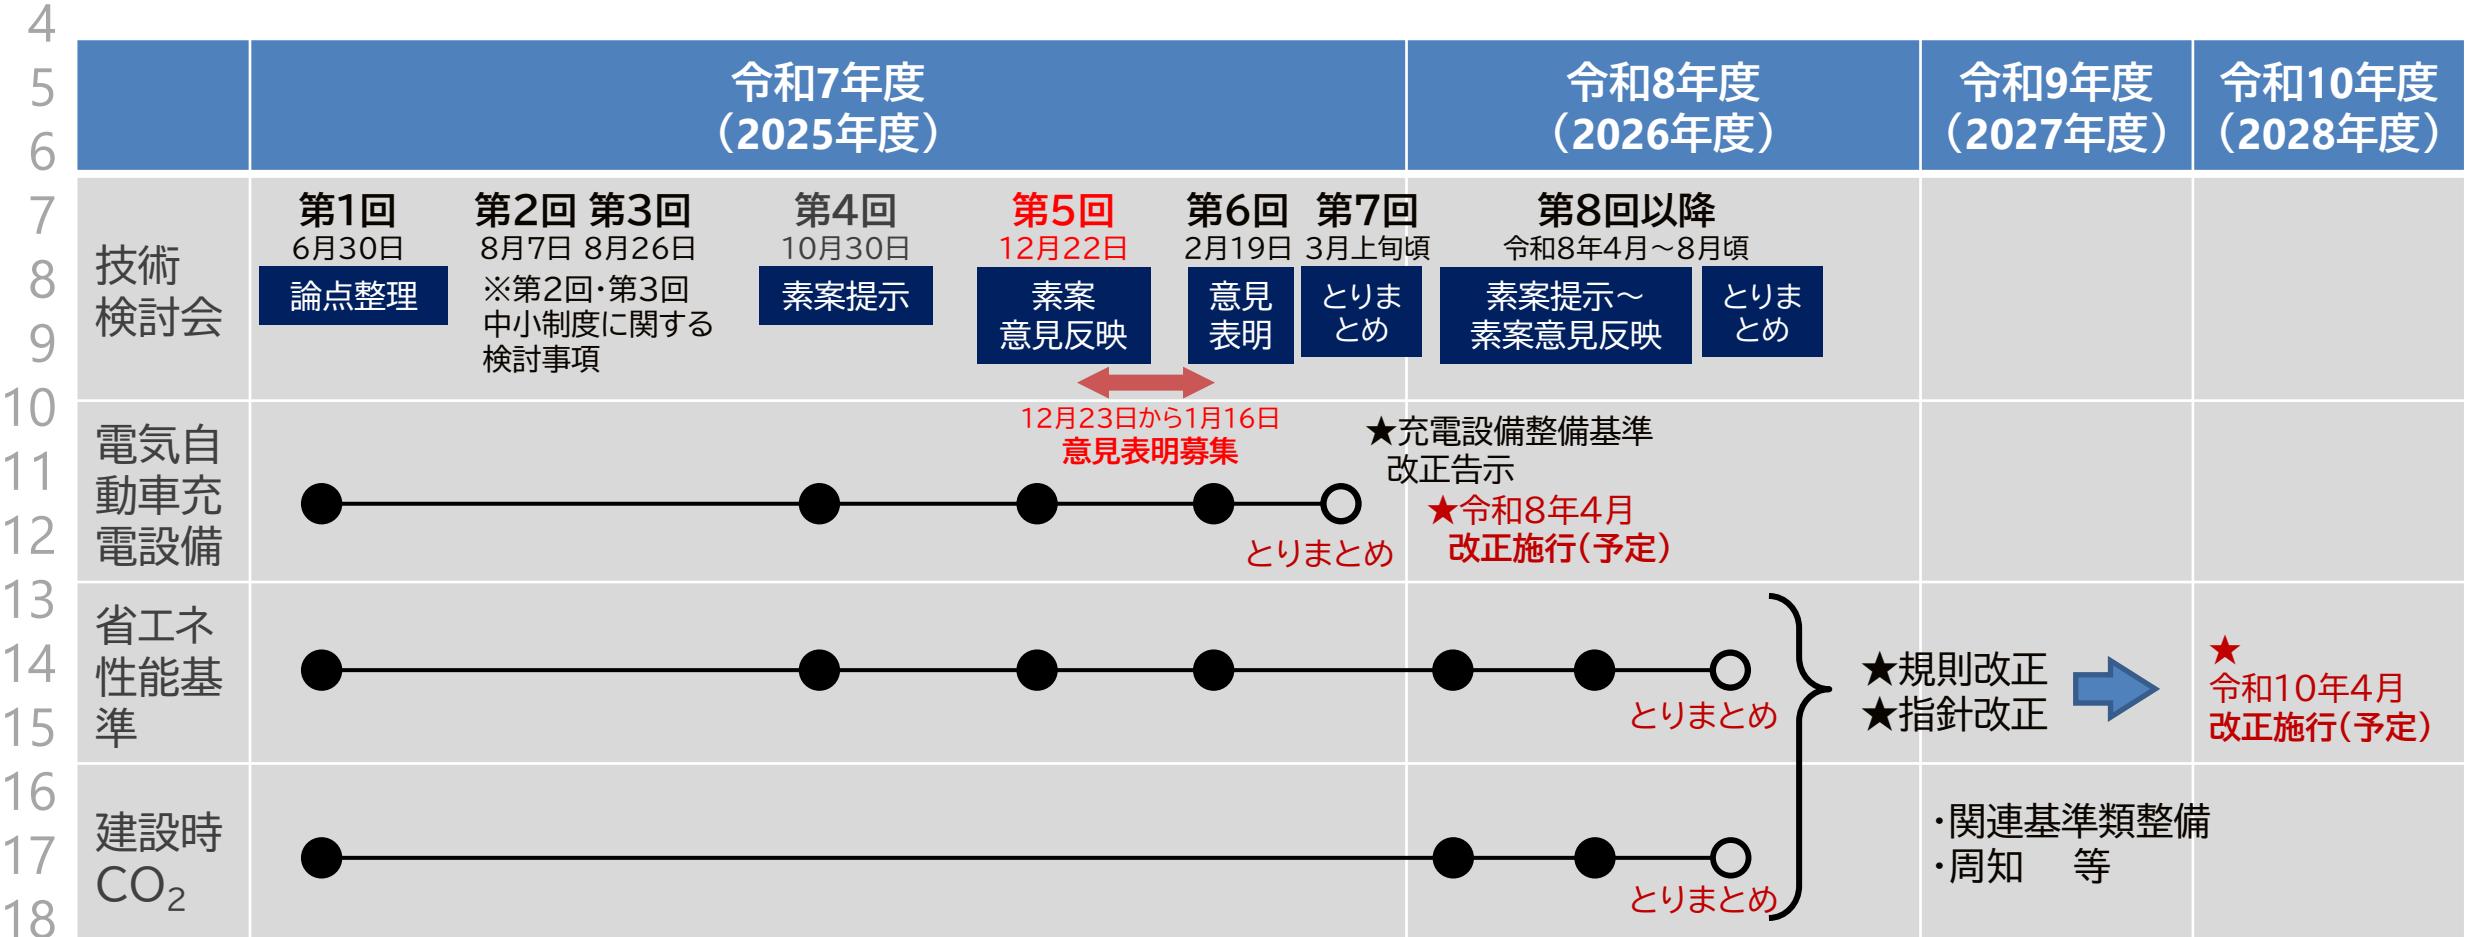 4
5
6
7
8
9
10
11
12
13
14
15
16
17
18
令和7年度
（2025年度）
令和8年度
（2026年度）
令和9年度
（2027年度）
令和10年度
（2028年度）
技術
検討会
第1回
6月30日
論点整理
第2回 第3回
8月7日 8月26日
※第2回・第3回
中小制度に関する
検討事項
第4回
10月30日
素案提示
第5回
12月22日
素案
意見反映
第6回
2月19日
意見
表明
第7回
3月上旬頃
とりま
とめ
第8回以降
令和8年4月～8月頃
素案提示～
素案意見反映
とりま
とめ
12月23日から1月16日
意見表明募集
電気自
動車充
電設備
とりまとめ
★充電設備整備基準
改正告示
★令和8年4月
改正施行（予定）
省エネ
性能基
準
とりまとめ
★規則改正
★指針改正
★
令和10年4月
改正施行（予定）
建設時
CO₂
とりまとめ
・関連基準類整備
・周知　等